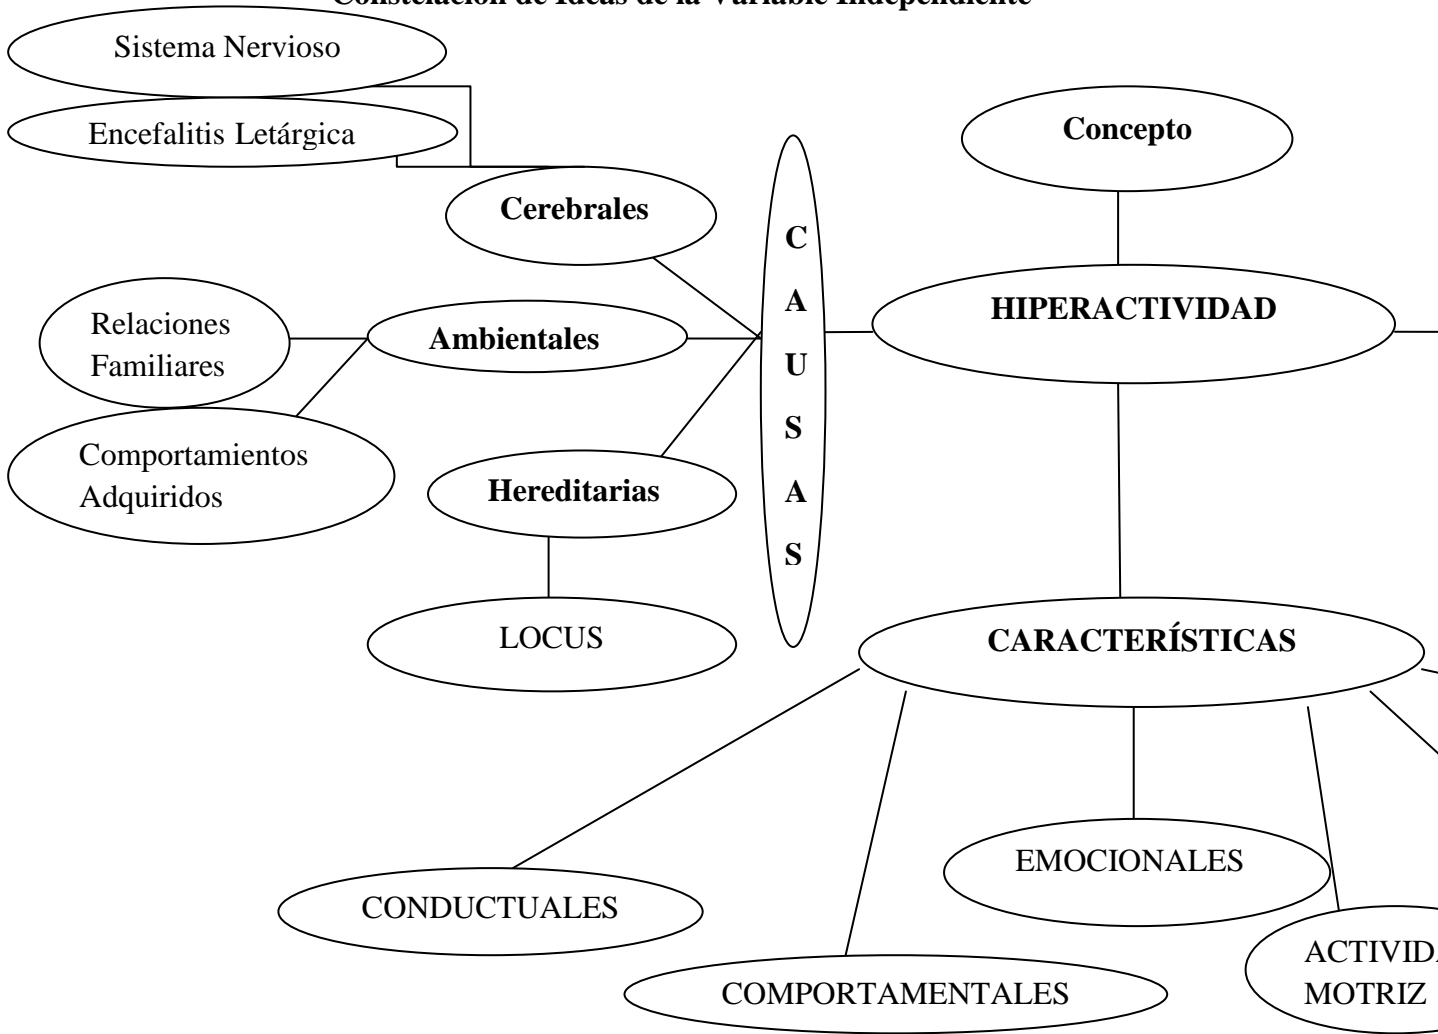 Constelación de Ideas de la Variable Independiente
Sistema Nervioso
Encefalitis Letárgica
Cerebrales
Relaciones
Familiares
Ambientales
Comportamientos
Adquiridos
Hereditarias
LOCUS
C
A
U
S
A
S
Concepto
HIPERACTIVIDAD
CARACTERÍSTICAS
CONDUCTUALES
COMPORTAMENTALES
EMOCIONALES
ACTIVIDA
MOTRIZ